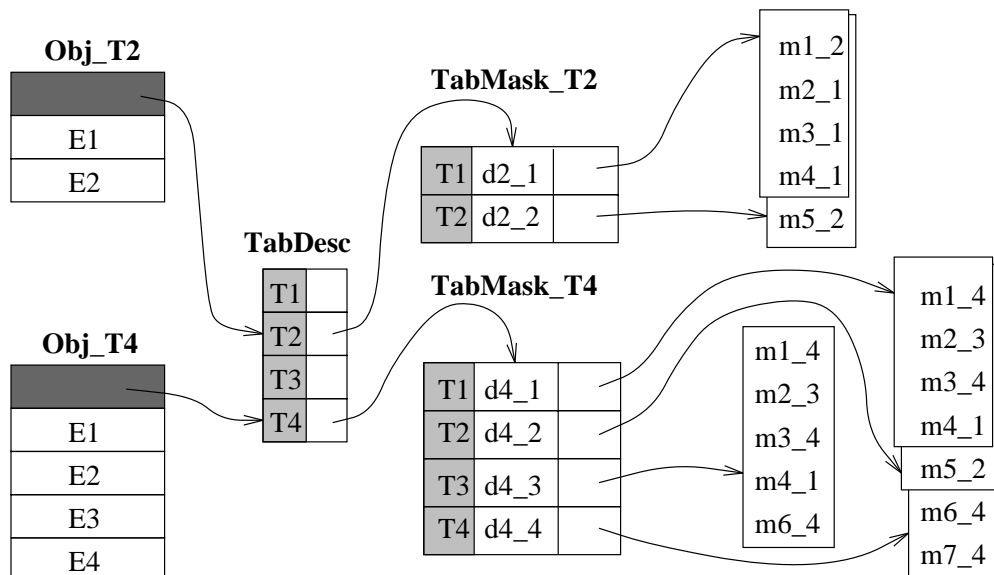 Obj_T2
E1
E2
TabDesc
T1
T2
T3
T4
Obj_T4
E1
E2
E3
E4
TabMask_T2
T1 d2_1
T2 d2_2
m1_2
m2_1
m3_1
m4_1
m5_2
TabMask_T4
T1 d4_1
T2 d4_2
T3 d4_3
T4 d4_4
m1_4
m2_3
m3_4
m4_1
m6_4
m1_4
m2_3
m3_4
m4_1
m5_2
m6_4
m7_4